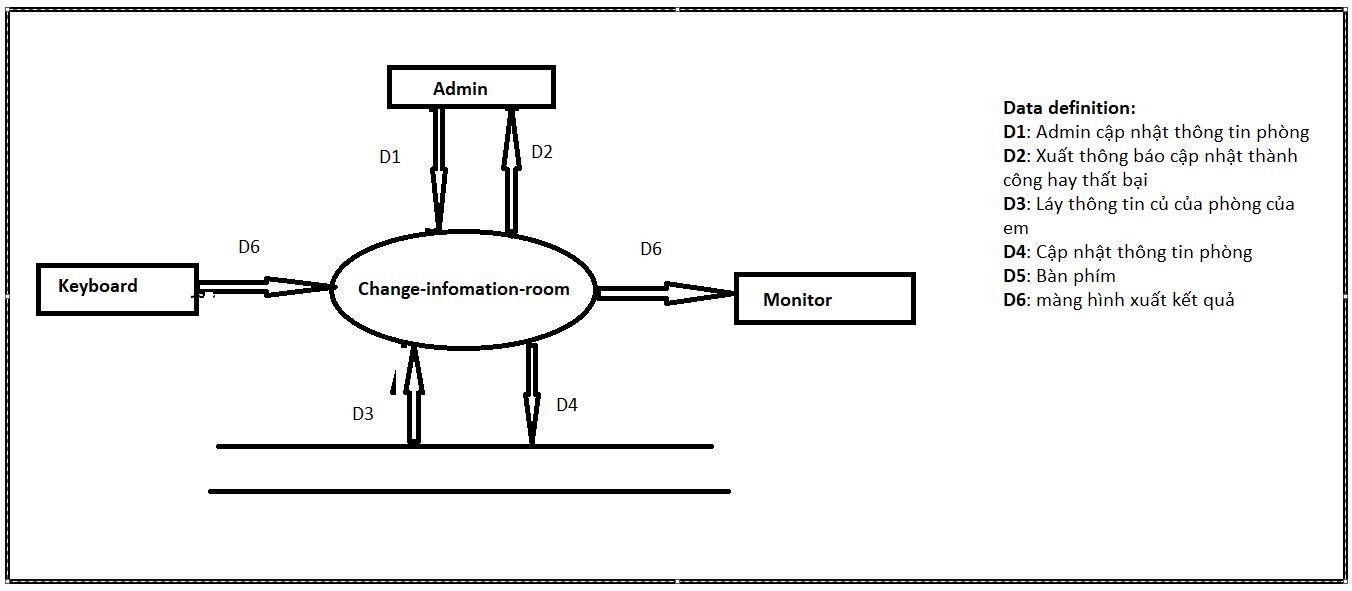 Admin
D1
D2
D6
Keyboard
Change-infomation-room
D6
Monitor
D3
D4
Data definition:
D1: Admin cập nhật thông tin phòng
D2: Xuất thông báo cập nhật thành
công hay thất bại
D3: Láy thông tin củ của phòng của
em
D4: Cập nhật thông tin phòng
D5: Bàn phím
D6: màng hình xuất kết quả